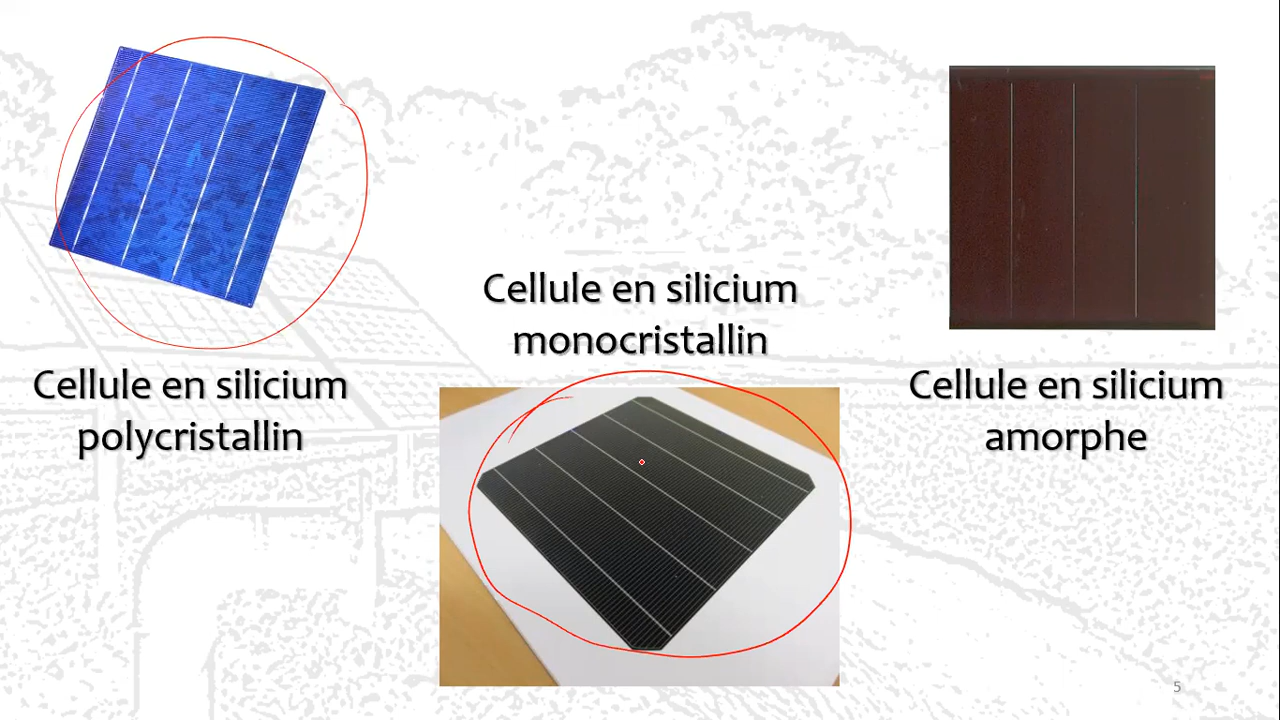 Cellule en silicium
polycristallin
Cellule en silicium
monocristallin
Cellule en silicium
amorphe
5